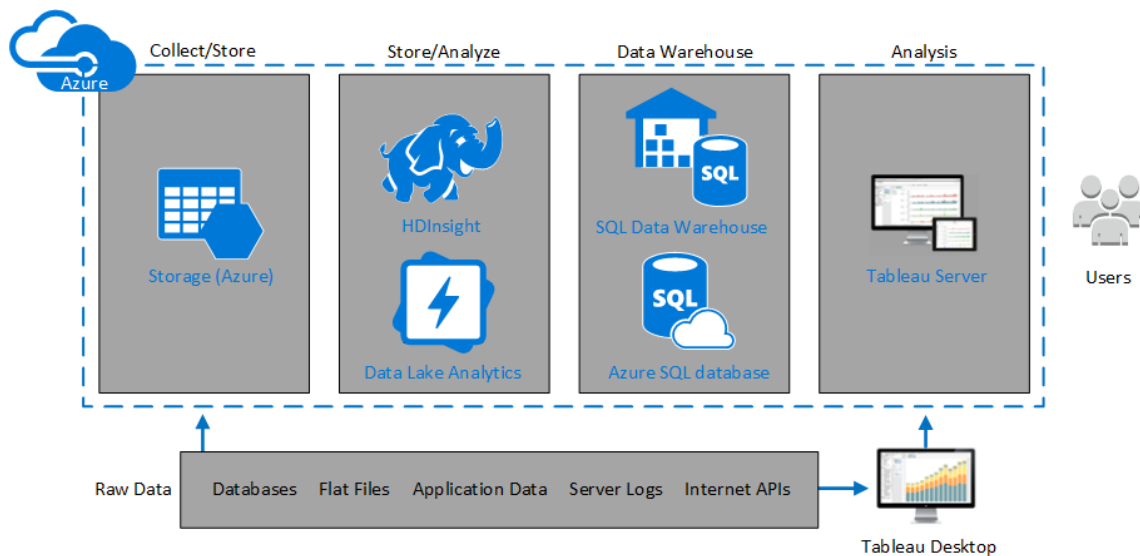 Collect/Store
Store/Analyze
Data Warehouse
Analysis
Azure
SQL
HDInsight
SQL Data Warehouse
Storage (Azure)
Tableau Server
Users
SQL
Data Lake Analytics
Azure SQL database
Raw Data
Databases
Flat Files
Application Data
Server Logs
Internet APIs
Tableau Desktop